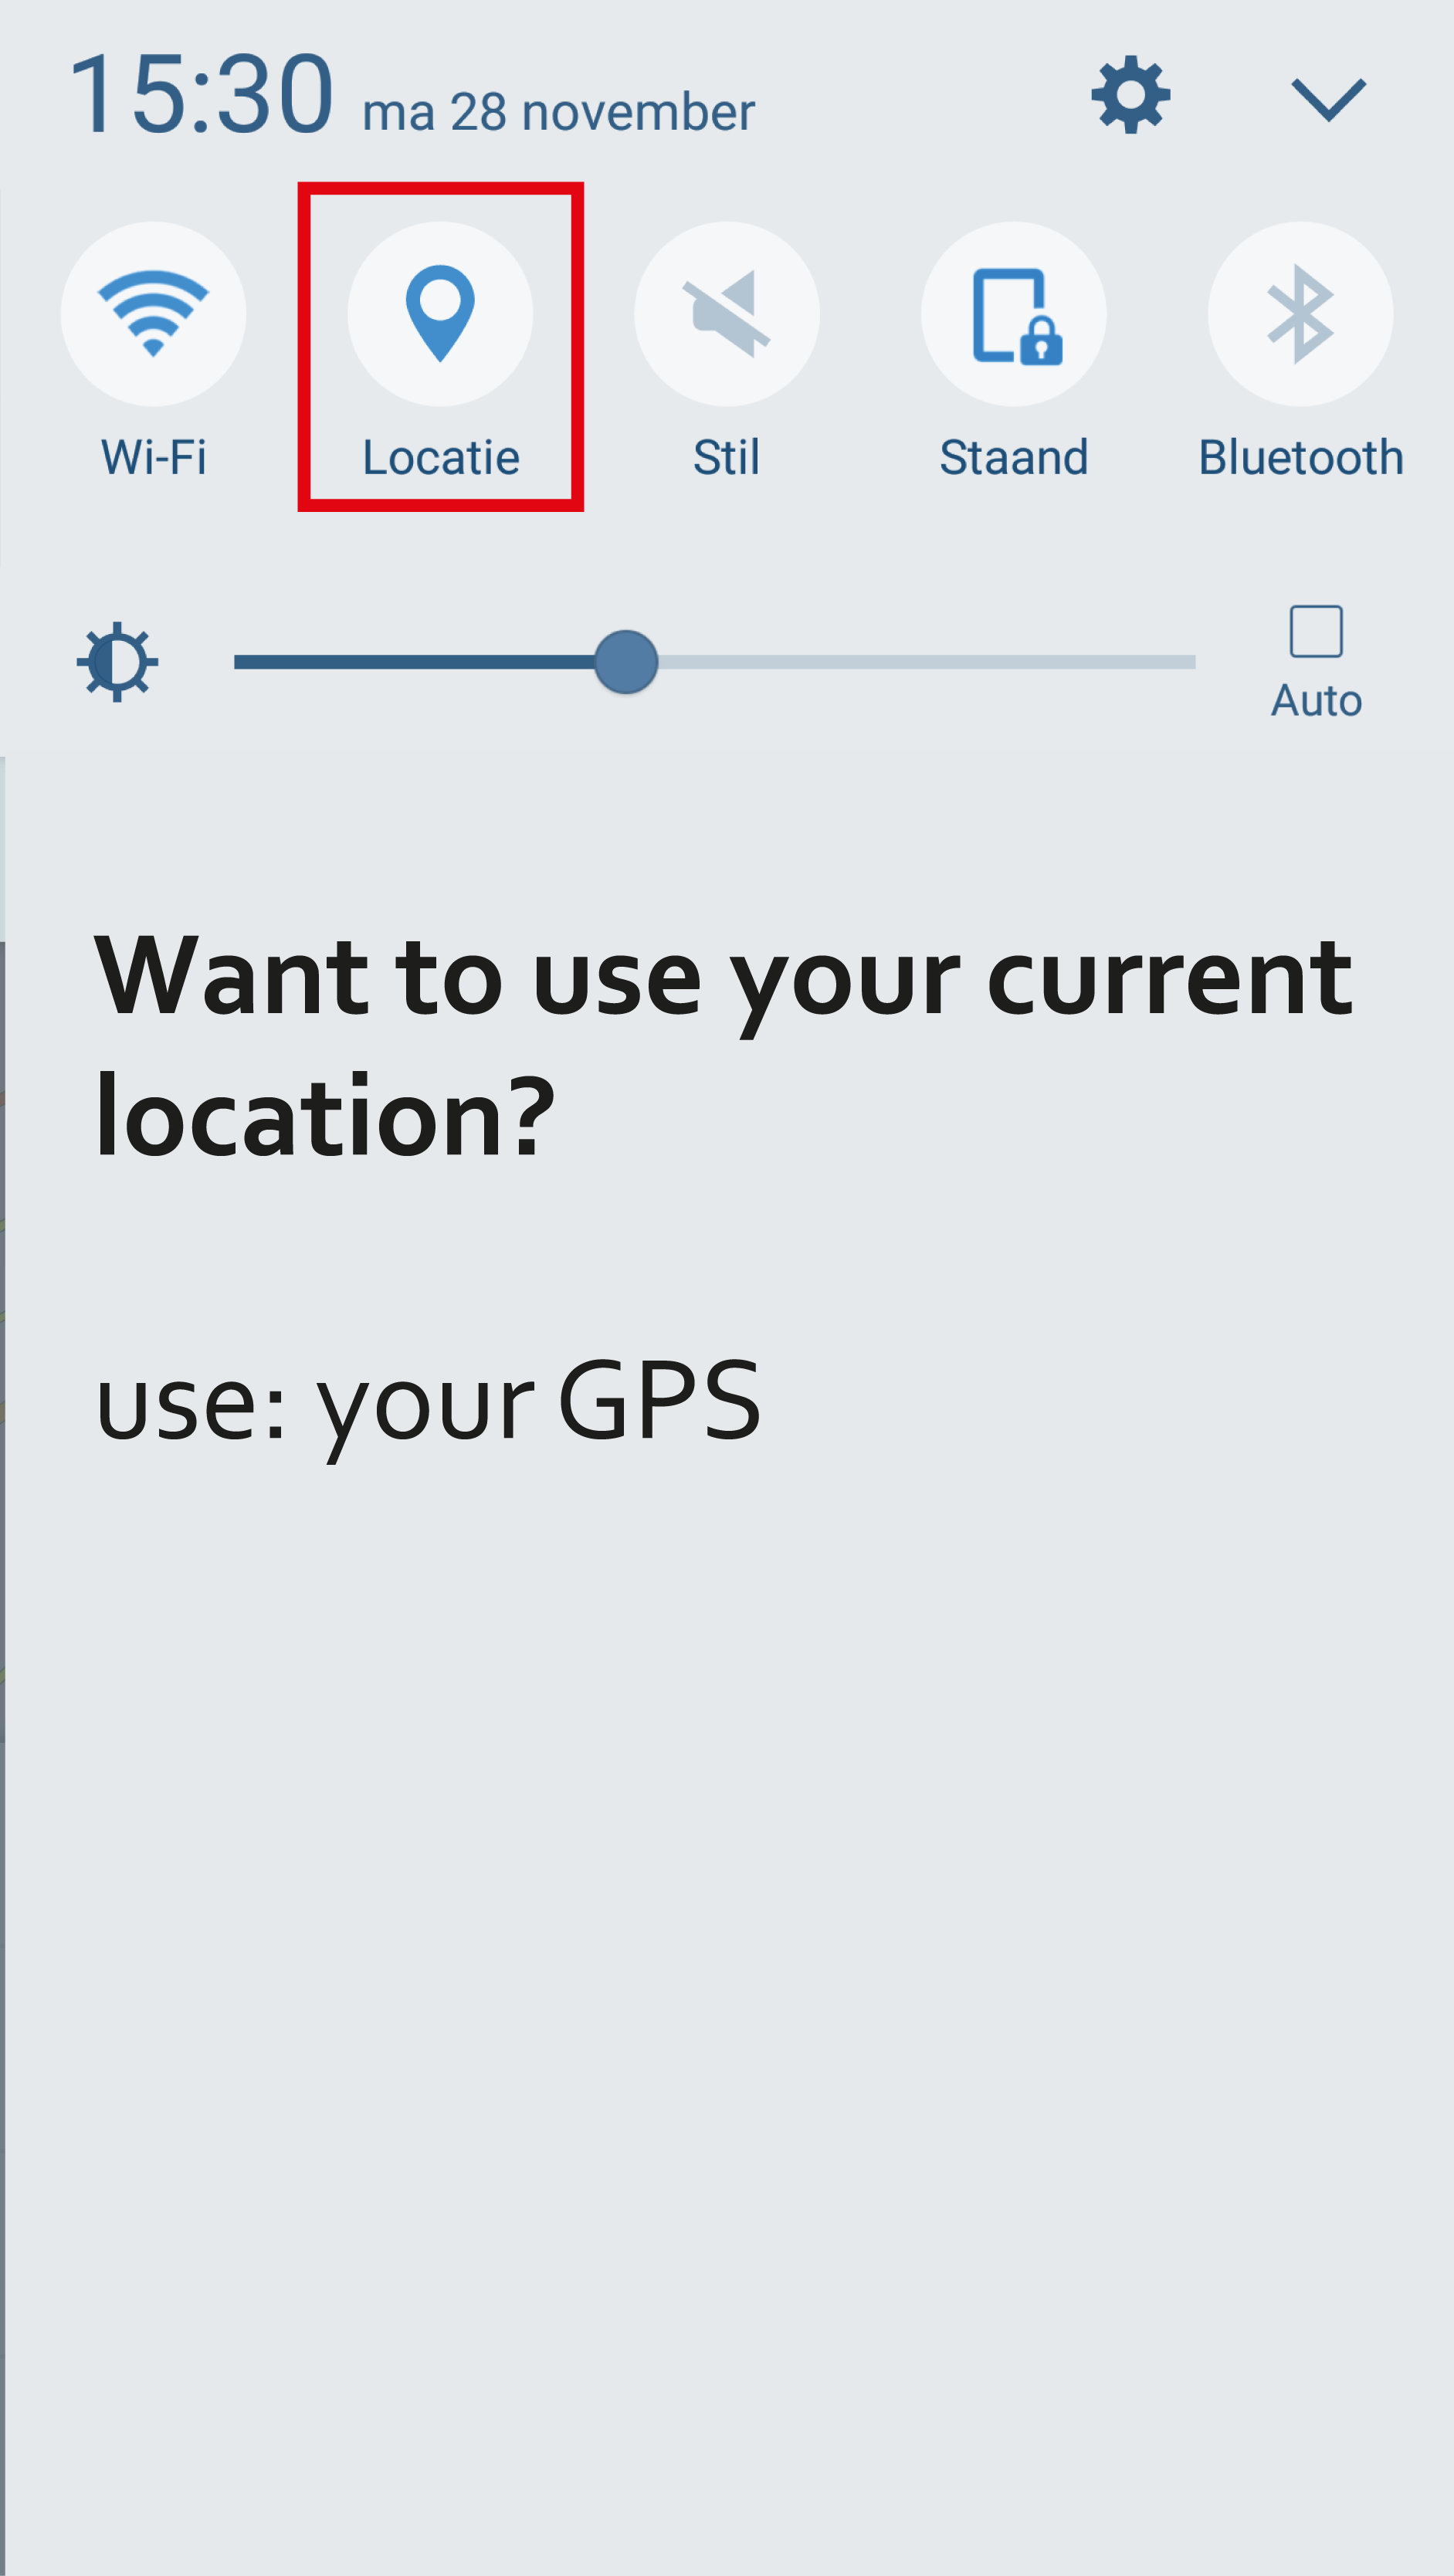 15:30 ma 28 november
Wi-Fi Locatie Stil Staand Bluetooth
Auto
Want to use your current
location?
use: your GPS